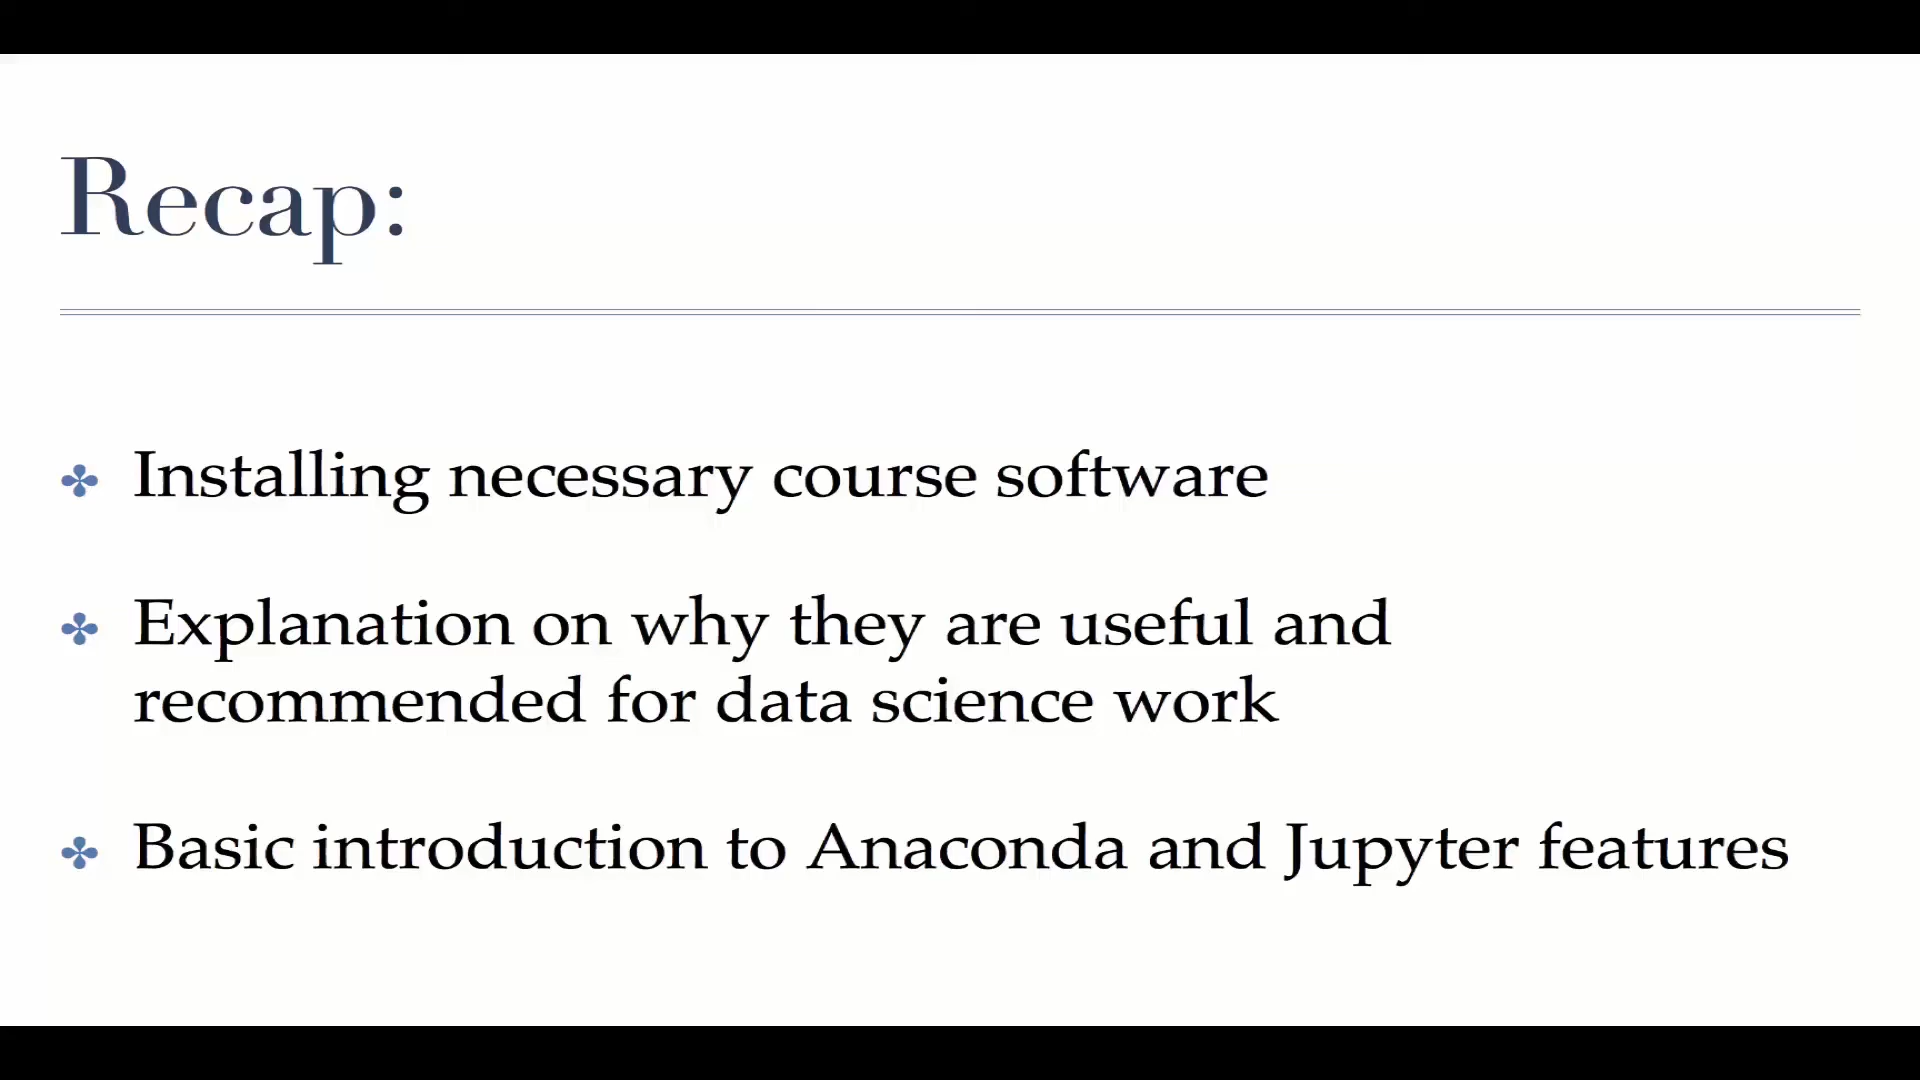 Recap:
Installing necessary course software
Explanation on why they are useful and
recommended for data science work
Basic introduction to Anaconda and Jupyter features